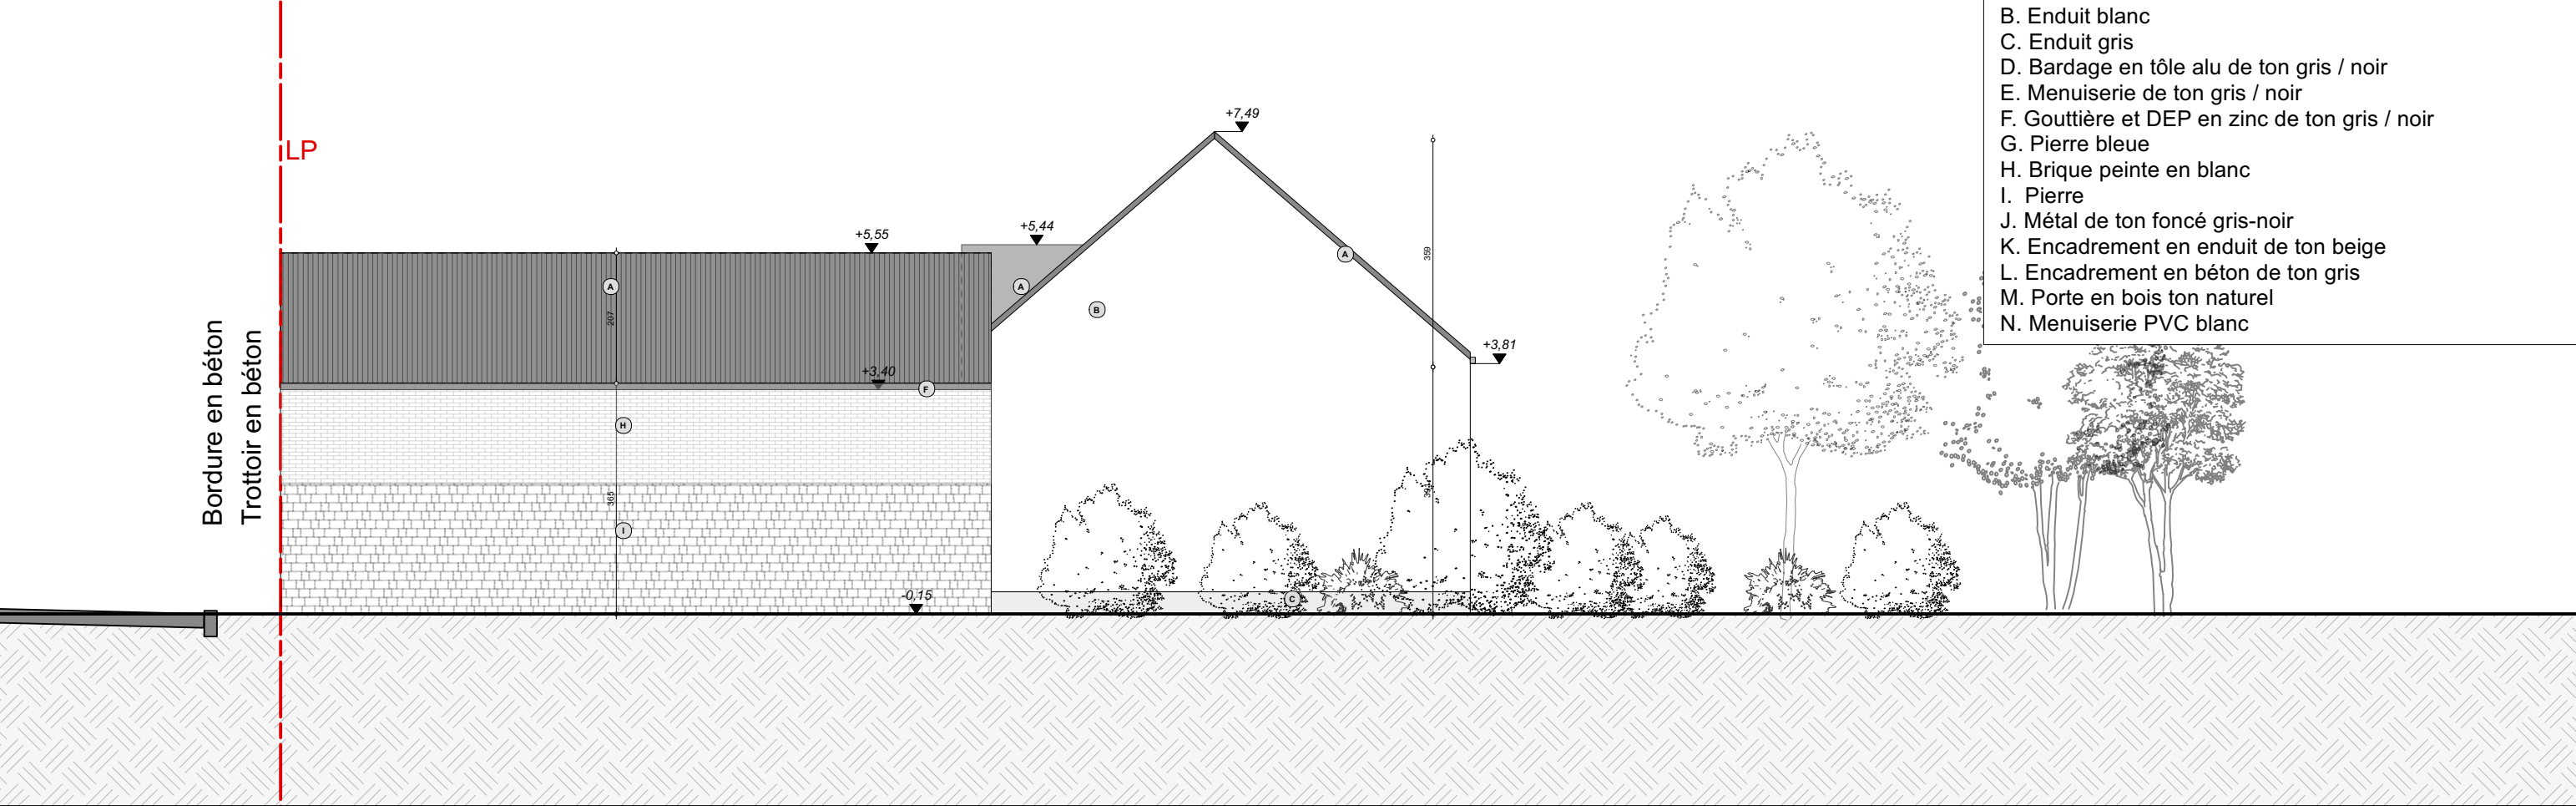 B. Enduit blanc
C. Enduit gris
D. Bardage en tôle alu de ton gris / noir
E. Menuiserie de ton gris / noir
F. Gouttière et DEP en zinc de ton gris / noir
G. Pierre bleue
H. Brique peinte en blanc
I. Pierre
J. Métal de ton foncé gris-noir
K. Encadrement en enduit de ton beige
L. Encadrement en béton de ton gris
M. Porte en bois ton naturel
N. Menuiserie PVC blanc
LP
+7,49
+5,55
+5,44
+3,81
+3,40
-0,15
A
A
A
B
F
H
I
C
207
365
359
Bordure en béton
Trottoir en béton